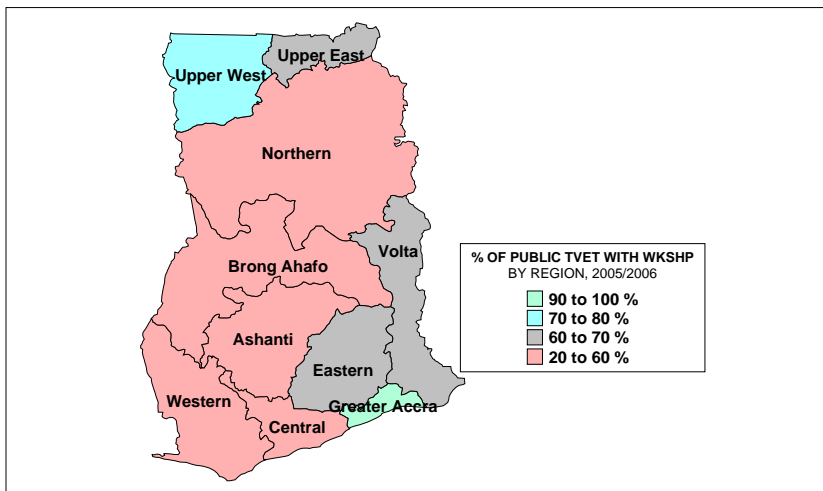 Upper East
Upper West
Northern
Volta
Brong Ahafo
Ashanti
Eastern
Western
Greater Accra
Central
% OF PUBLIC TVET WITH WKSHP
BY REGION, 2005/2006
90 to 100 %
70 to 80 %
60 to 70 %
20 to 60 %